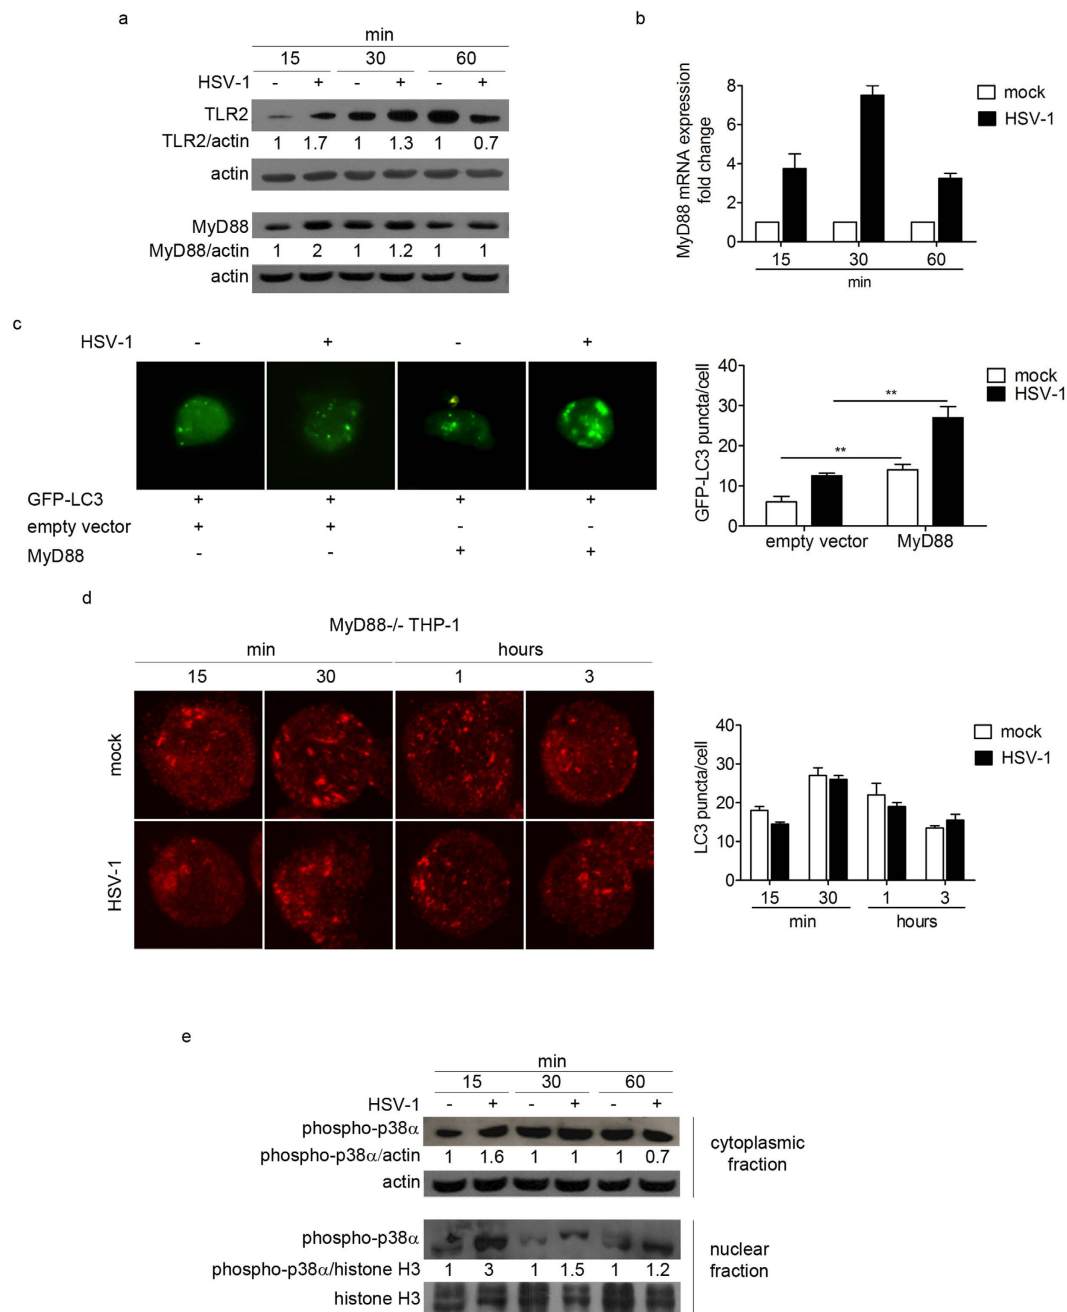 a
min
15 30 60
HSV-1 - + - + - +
TLR2
TLR2/actin 1 1.7 1 1.3 1 0.7
actin
MyD88
MyD88/actin 1 2 1 1.2 1 1
actin
b
MyD88 mRNA expression
fold change
8
6
4
2
0
mock
HSV-1
15 30 60
min
c
HSV-1 - + - +
GFP-LC3 + + + +
empty vector + + - -
MyD88 - - + +
GFP-LC3 puncta/cell
40
30
20
10
0
mock
HSV-1
**
**
empty vector MyD88
d
MyD88-/- THP-1
min hours
15 30 1 3
mock
HSV-1
LC3 puncta/cell
40
30
20
10
0
mock
HSV-1
15 30 1 3
min hours
e
min
15 30 60
HSV-1 - + - + - +
phospho-p38α
phospho-p38α/actin 1 1.6 1 1 1 0.7
actin
cytoplasmic
fraction
phospho-p38α
phospho-p38α/histone H3 1 3 1 1.5 1 1.2
histone H3
nuclear
fraction